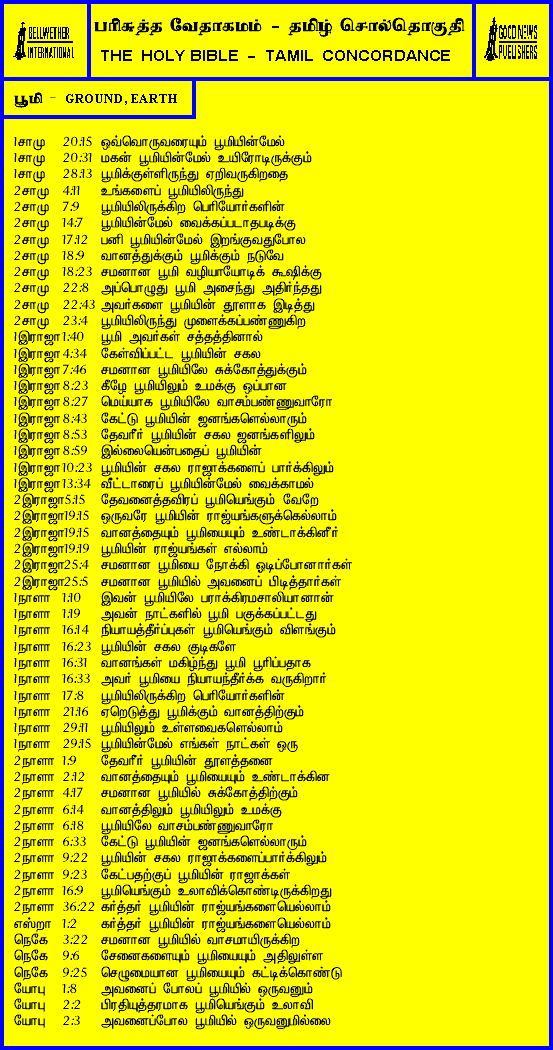 BELLWETHER
INTERNATIONAL
பரிசுத்த வேதாகமம் - தமிழ் சொல்தொகுதி
THE HOLY BIBLE - TAMIL CONCORDANCE
GOOD NEWS
PUBLISHERS
பூமி - GROUND, EARTH
1சாமு 20:15 ஒவ்வொருவரையும் பூமியின்மேல்
1சாமு 20:31 மகன் பூமியின்மேல் உயிரோடிருக்கும்
1சாமு 28:13 பூமிக்குள்ளிருந்து ஏறிவருகிறதை
2சாமு 4:11 உங்களைப் பூமியிலிருந்து
2சாமு 7:9 பூமியிலிருக்கிற பெரியோர்களின்
2சாமு 14:7 பூமியின்மேல் வைக்கப்படாதபடிக்கு
2சாமு 17:12 பனி பூமியின்மேல் இறங்குவதுபோல
2சாமு 18:9 வானத்துக்கும் பூமிக்கும் நடுவே
2சாமு 18:23 சமனான பூமி வழியாயோடிக் கூஷிக்கு
2சாமு 22:8 அப்பொழுது பூமி அசைந்து அதிர்ந்தது
2சாமு 22:43 அவர்களை பூமியின் தூளாக இடித்து
2சாமு 23:4 பூமியிலிருந்து முளைக்கப்பண்ணுகிற
1இராஜா 1:40 பூமி அவர்கள் சத்தத்தினால்
1இராஜா 4:34 கேள்விப்பட்ட பூமியின் சகல
1இராஜா 7:46 சமனான பூமியிலே சுக்கோத்துக்கும்
1இராஜா 8:23 கீழே பூமியிலும் உமக்கு ஒப்பான
1இராஜா 8:27 மெய்யாக பூமியிலே வாசம்பண்ணுவாரோ
1இராஜா 8:43 கேட்டு பூமியின் ஜனங்களெல்லாரும்
1இராஜா 8:53 தேவரீர் பூமியின் சகல ஜனங்களிலும்
1இராஜா 8:59 இல்லையென்பதைப் பூமியின்
1இராஜா 10:23 பூமியின் சகல ராஜாக்களைப் பார்க்கிலும்
1இராஜா 13:34 வீட்டாரைப் பூமியின்மேல் வைக்காமல்
2இராஜா 5:15 தேவனைத்தவிரப் பூமியெங்கும் வேறே
2இராஜா 19:15 ஒருவரே பூமியின் ராஜ்யங்களுக்கெல்லாம்
2இராஜா 19:15 வானத்தையும் பூமியையும் உண்டாக்கினீர்
2இராஜா 19:19 பூமியின் ராஜ்யங்கள் எல்லாம்
2இராஜா 25:4 சமனான பூமியை நோக்கி ஓடிப்போனார்கள்
2இராஜா 25:5 சமனான பூமியில் அவனைப் பிடித்தார்கள்
1நாளா 1:10 இவன் பூமியிலே பராக்கிரமசாலியானான்
1நாளா 1:19 அவன் நாட்களில் பூமி பகுக்கப்பட்டது
1நாளா 16:14 நியாயத்தீர்ப்புகள் பூமியெங்கும் விளங்கும்
1நாளா 16:23 பூமியின் சகல குடிகளே
1நாளா 16:31 வானங்கள் மகிழ்ந்து பூமி பூரிப்பதாக
1நாளா 16:33 அவர் பூமியை நியாயந்தீர்க்க வருகிறார்
1நாளா 17:8 பூமியிலிருக்கிற பெரியோர்களின்
1நாளா 21:16 ஏறெடுத்து பூமிக்கும் வானத்திற்கும்
1நாளா 29:11 பூமியிலும் உள்ளவைகளெல்லாம்
1நாளா 29:15 பூமியின்மேல் எங்கள் நாட்கள் ஒரு
2நாளா 1:9 தேவரீர் பூமியின் தூளத்தனை
2நாளா 2:12 வானத்தையும் பூமியையும் உண்டாக்கின
2நாளா 4:17 சமனான பூமியில் சுக்கோத்திற்கும்
2நாளா 6:14 வானத்திலும் பூமியிலும் உமக்கு
2நாளா 6:18 பூமியிலே வாசம்பண்ணுவாரோ
2நாளா 6:33 கேட்டு பூமியின் ஜனங்களெல்லாரும்
2நாளா 9:22 பூமியின் சகல ராஜாக்களைப்பார்க்கிலும்
2நாளா 9:23 கேட்பதற்குப் பூமியின் ராஜாக்கள்
2நாளா 16:9 பூமியெங்கும் உலாவிக்கொண்டிருக்கிறது
2நாளா 36:22 கர்த்தர் பூமியின் ராஜ்யங்களையெல்லாம்
எஸ்றா 1:2 கர்த்தர் பூமியின் ராஜ்யங்களையெல்லாம்
நெகே 3:22 சமனான பூமியில் வாசமாயிருக்கிற
நெகே 9:6 சேனைகளையும் பூமியையும் அதிலுள்ள
நெகே 9:25 செழுமையான பூமியையும் கட்டிக்கொண்டு
யோபு 1:8 அவனைப் போலப் பூமியில் ஒருவனும்
யோபு 2:2 பிரதியுத்தரமாக பூமியெங்கும் உலாவி
யோபு 2:3 அவனைப்போல பூமியில் ஒருவனுமில்லை